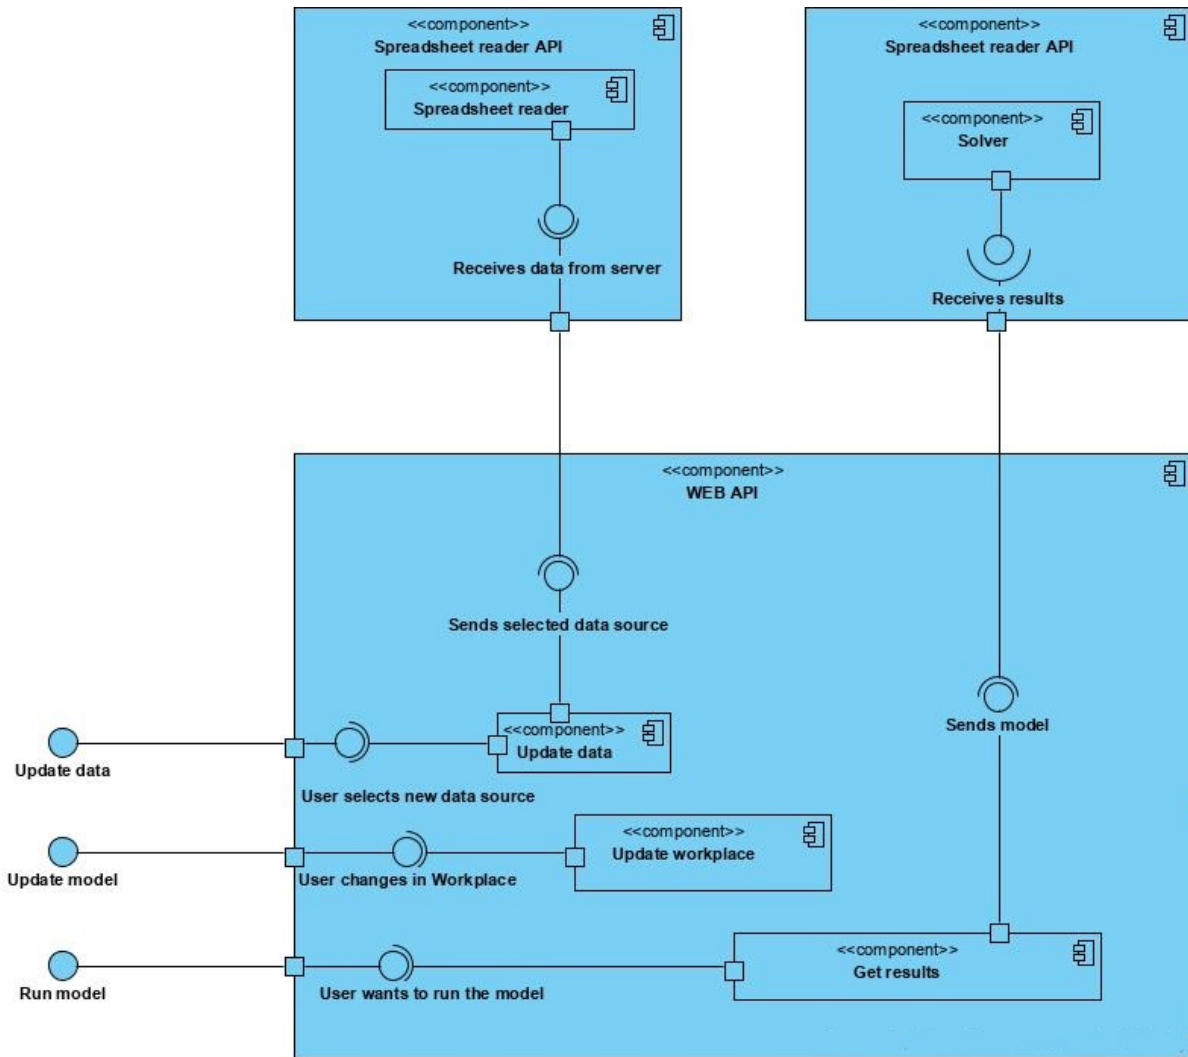 <<component>>
Spreadsheet reader API
<<component>>
Spreadsheet reader
Receives data from server
<<component>>
Spreadsheet reader API
<<component>>
Solver
Receives results
<<component>>
WEB API
Sends selected data source
Sends model
<<component>>
Update data
Update data
User selects new data source
<<component>>
Update workplace
Update model
User changes in Workplace
<<component>>
Get results
Run model
User wants to run the model